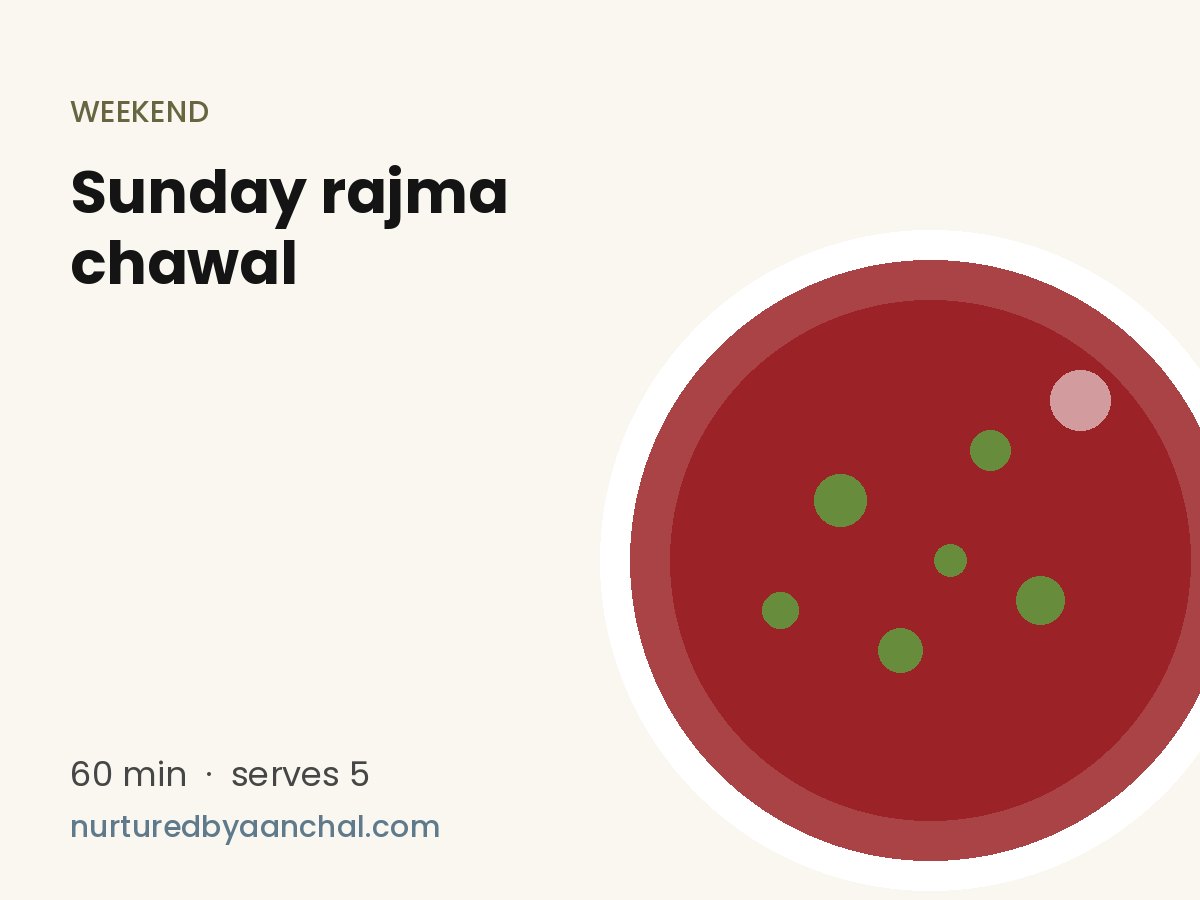 WEEKEND
Sunday rajma
chawal
60 min · serves 5
nurturedbyaanchal.com